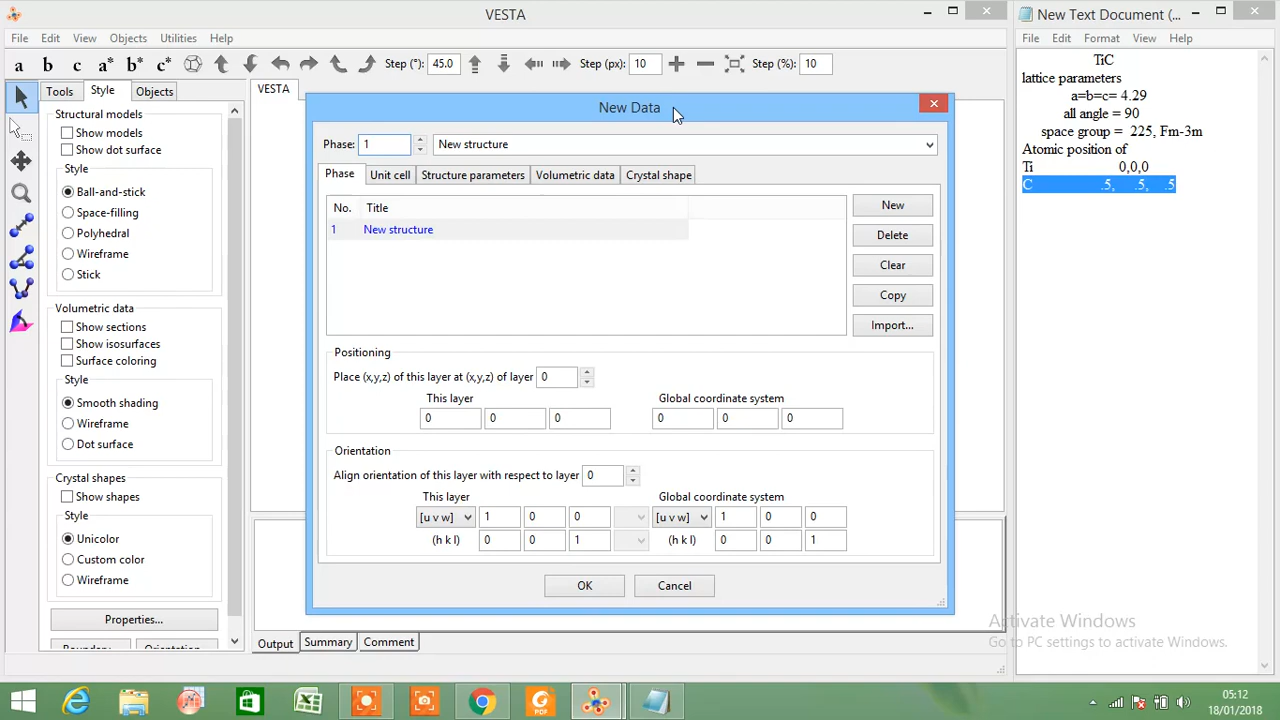 VESTA
File Edit View Objects Utilities Help
a b c a* b* c* Step (°): 45.0 Step (px): 10 Step (%): 10
Tools Style Objects
VESTA
Structural models
Show models
Show dot surface
Style
Ball-and-stick
Space-filling
Polyhedral
Wireframe
Stick
Volumetric data
Show sections
Show isosurfaces
Surface coloring
Style
Smooth shading
Wireframe
Dot surface
Crystal shapes
Show shapes
Style
Unicolor
Custom color
Wireframe
Properties...
New Data
Phase: 1 New structure
Phase Unit cell Structure parameters Volumetric data Crystal shape
No. Title
1 New structure
New
Delete
Clear
Copy
Import...
Positioning
Place (x,y,z) of this layer at (x,y,z) of layer 0
This layer Global coordinate system
0 0 0 0 0 0
Orientation
Align orientation of this layer with respect to layer 0
This layer Global coordinate system
[u v w] 1 0 0 [u v w] 1 0 0
(h k l) 0 0 1 (h k l) 0 0 1
OK Cancel
Output Summary Comment
New Text Document (...
File Edit Format View Help
TiC
lattice parameters
a=b=c= 4.29
all angle = 90
space group = 225, Fm-3m
Atomic position of
Ti 0,0,0
C .5, .5, .5
Activate Windows
Go to PC settings to activate Windows.
PDF
05:12
18/01/2018